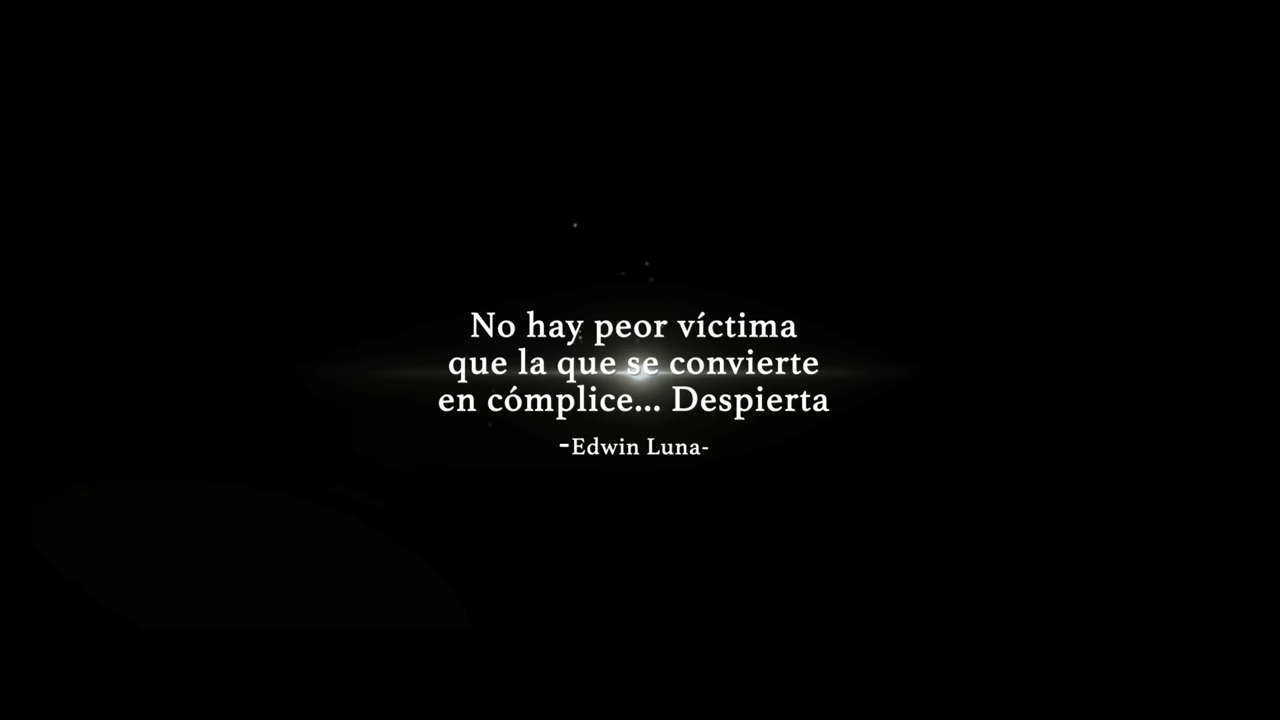 No hay peor víctima
que la que se convierte
en cómplice... Despierta
-Edwin Luna-